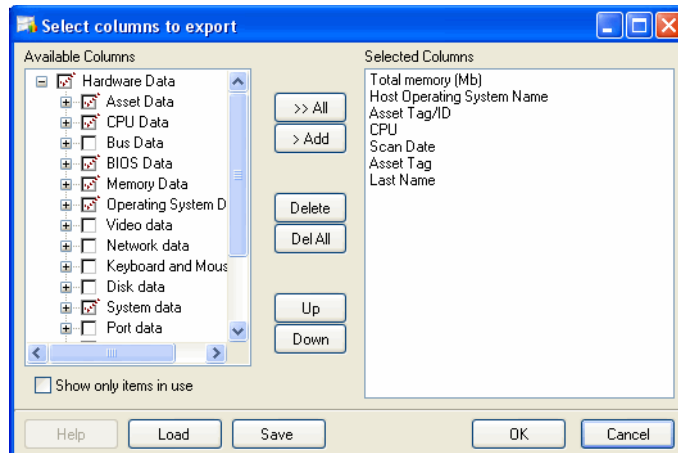 Select columns to export
Available Columns
Hardware Data
Asset Data
CPU Data
Bus Data
BIOS Data
Memory Data
Operating System D
Video data
Network data
Keyboard and Mous
Disk data
System data
Port data
Show only items in use
>> All
> Add
Delete
Del All
Up
Down
Selected Columns
Total memory (Mb)
Host Operating System Name
Asset Tag/ID
CPU
Scan Date
Asset Tag
Last Name
Help
Load
Save
OK
Cancel